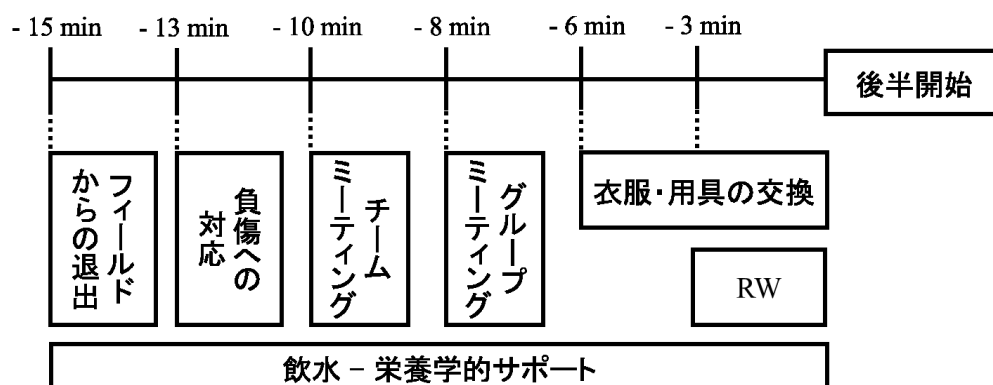 - 15 min
- 13 min
- 10 min
- 8 min
- 6 min
- 3 min
後半開始
フィールド
からの退出
負傷への
対応
チーム
ミーティング
グループ
ミーティング
衣服・用具の交換
RW
飲水 − 栄養学的サポート